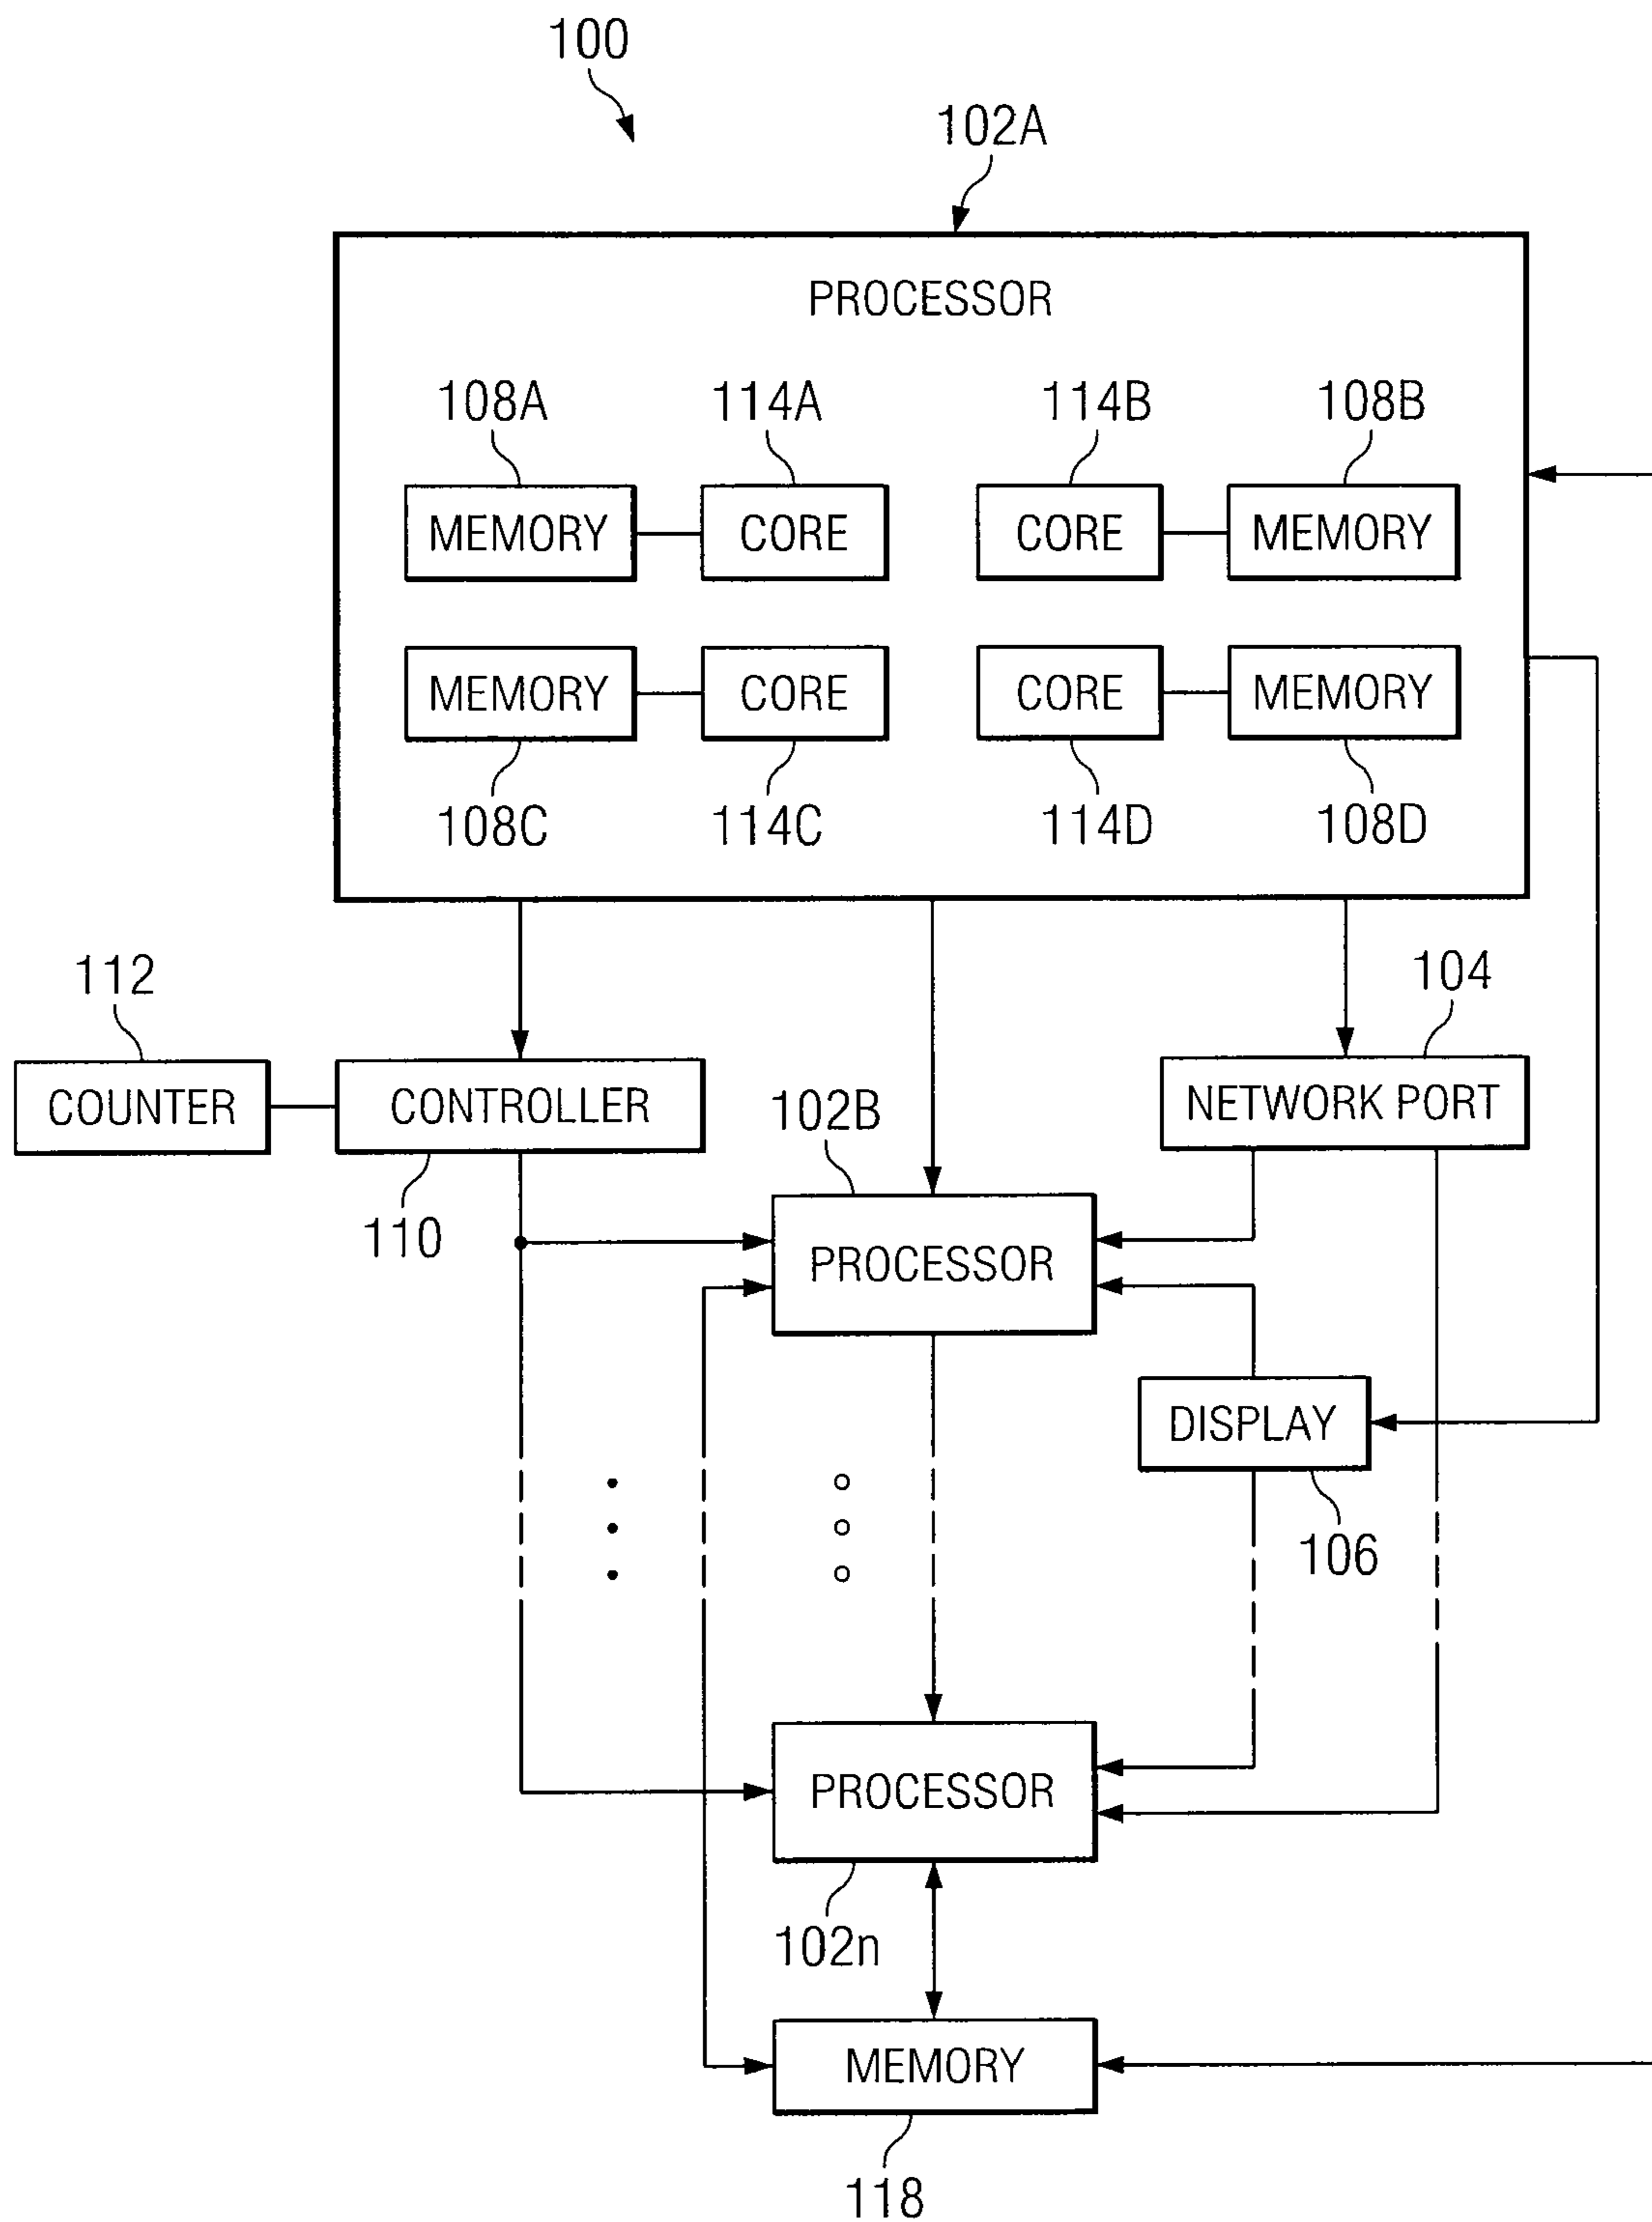 100
102A
PROCESSOR
108A 114A 114B 108B
MEMORY CORE CORE MEMORY
MEMORY CORE CORE MEMORY
108C 114C 114D 108D
112
104
COUNTER CONTROLLER NETWORK PORT
102B
110
PROCESSOR
DISPLAY
106
PROCESSOR
102n
MEMORY
118